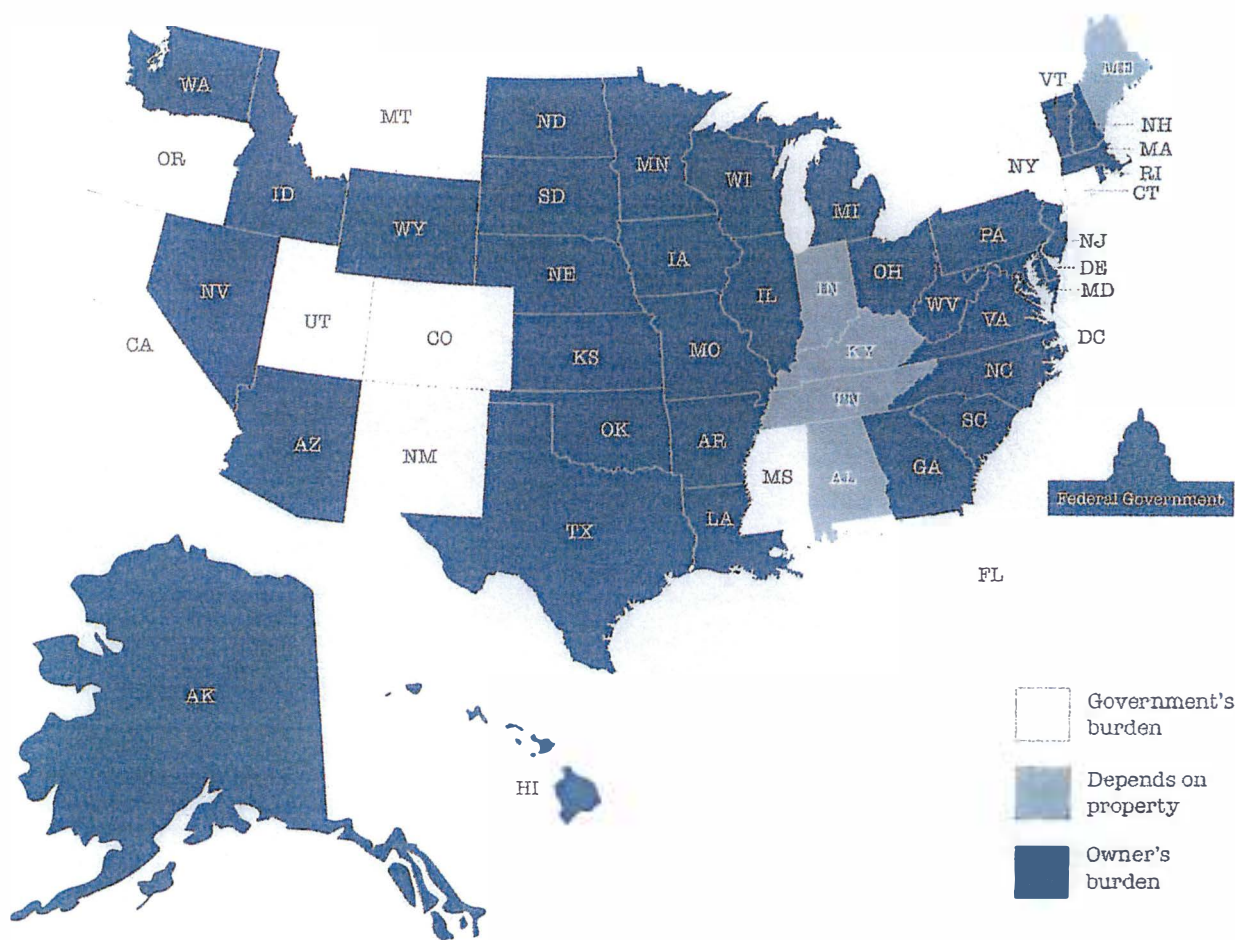 WA
MT
ND
MN
VT
ME
NH
MA
RI
CT
OR
ID
SD
WI
NY
MI
WY
IA
PA
NJ
NE
OH
DE
MD
NV
IL
IN
WV
VA
UT
CO
DC
CA
KS
MO
KY
NC
TN
AZ
NM
OK
AR
SC
MS
AL
GA
Federal Government
TX
LA
FL
AK
HI
Government's
burden
Depends on
property
Owner's
burden